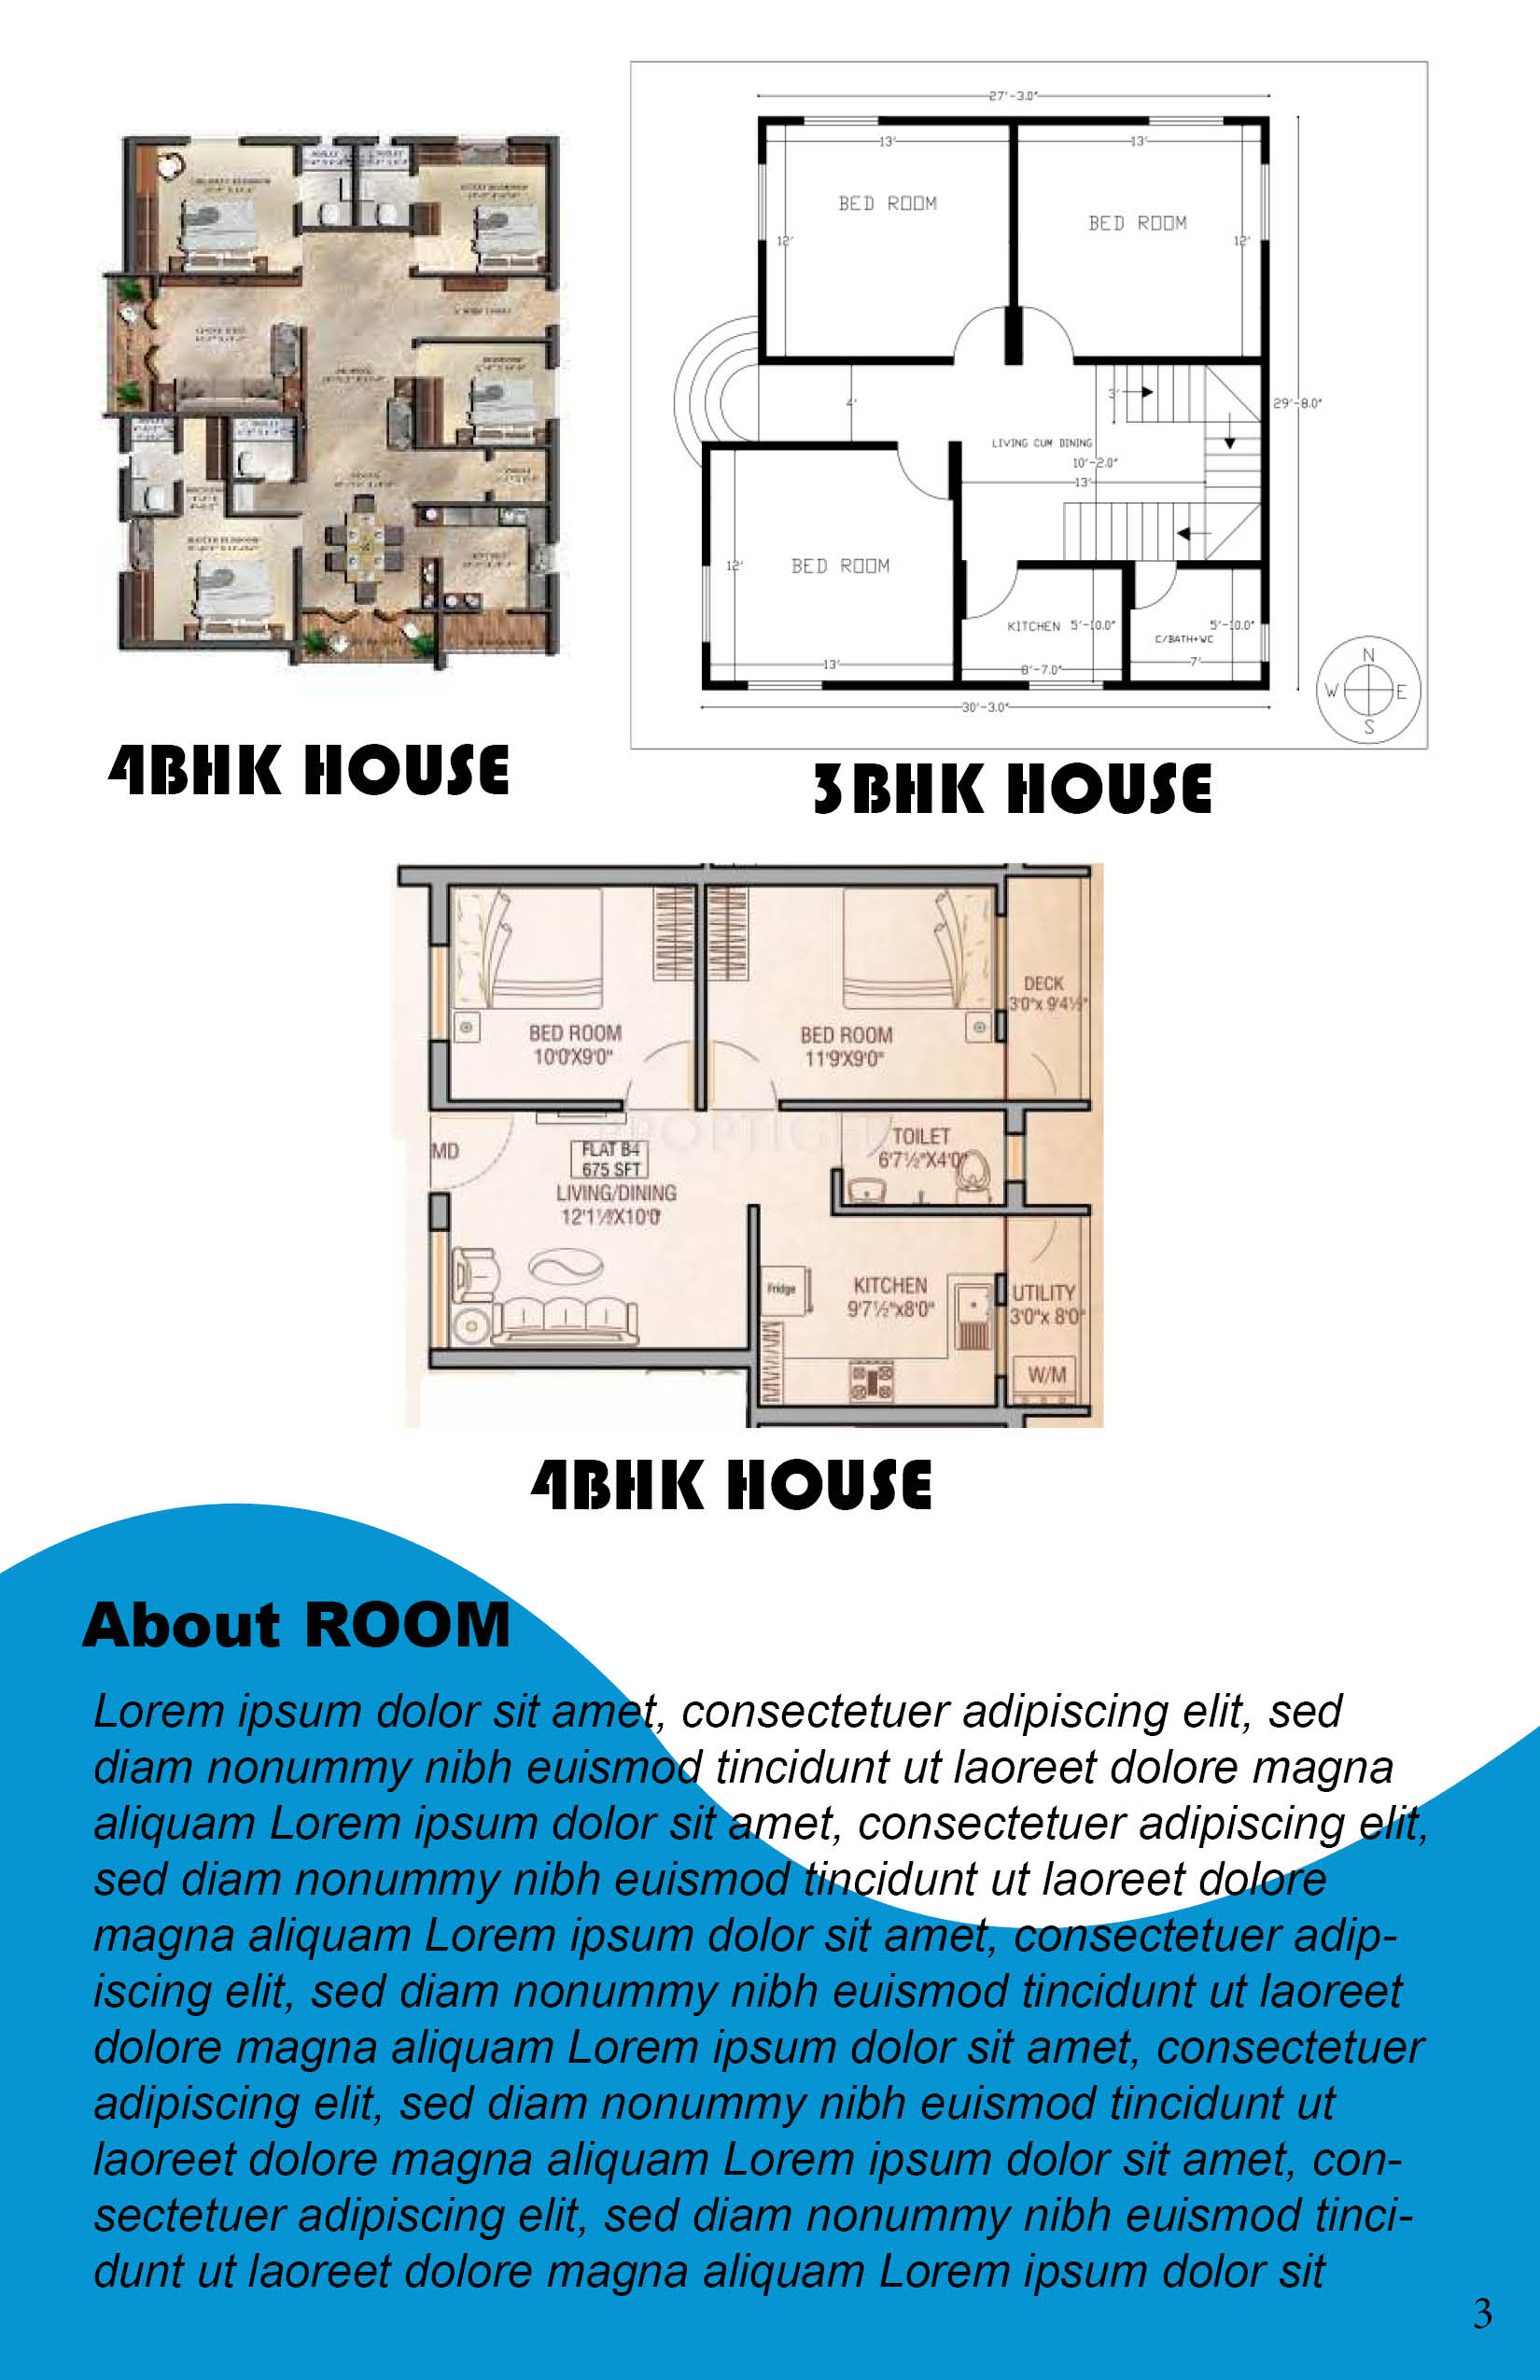 27'-3.0"
13'
13'
BED ROOM
BED ROOM
12'
12'
3'
4'
29'-8.0"
LIVING CUM DINING
10'-2.0"
13'
BED ROOM
12'
KITCHEN 5'-10.0"
5'-10.0"
C/BATH+WC
13'
8'-7.0"
7'
30'-3.0"
N
W E
S
4BHK HOUSE
3BHK HOUSE
DECK
3'0"x 9'4½"
BED ROOM
10'0'X9'0"
BED ROOM
11'9'X9'0"
MD
FLAT B4
675 SFT
LIVING/DINING
12'1½"X10'0
TOILET
6'7½"X4'0"
Fridge
KITCHEN
9'7½"x8'0"
UTILITY
3'0"x 8'0"
W/M
4BHK HOUSE
About ROOM
Lorem ipsum dolor sit amet, consectetuer adipiscing elit, sed
diam nonummy nibh euismod tincidunt ut laoreet dolore magna
aliquam Lorem ipsum dolor sit amet, consectetuer adipiscing elit,
sed diam nonummy nibh euismod tincidunt ut laoreet dolore
magna aliquam Lorem ipsum dolor sit amet, consectetuer adip-
iscing elit, sed diam nonummy nibh euismod tincidunt ut laoreet
dolore magna aliquam Lorem ipsum dolor sit amet, consectetuer
adipiscing elit, sed diam nonummy nibh euismod tincidunt ut
laoreet dolore magna aliquam Lorem ipsum dolor sit amet, con-
sectetuer adipiscing elit, sed diam nonummy nibh euismod tinci-
dunt ut laoreet dolore magna aliquam Lorem ipsum dolor sit
3